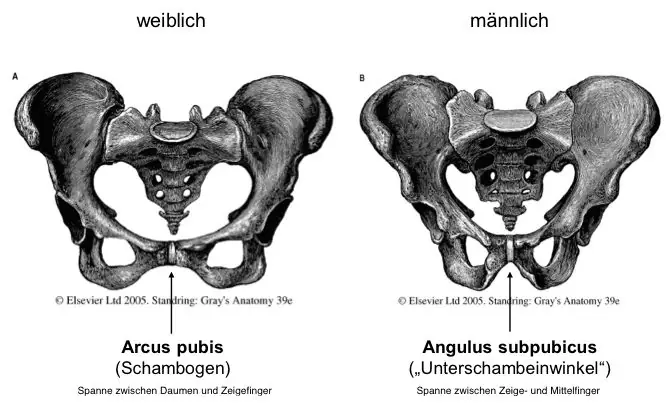 weiblich
männlich
A
B
© Elsevier Ltd 2005. Standring: Gray's Anatomy 39e
© Elsevier Ltd 2005. Standring: Gray's Anatomy 39e
Arcus pubis
(Schambogen)
Spanne zwischen Daumen und Zeigefinger
Angulus subpubicus
(„Unterschambeinwinkel“)
Spanne zwischen Zeige- und Mittelfinger